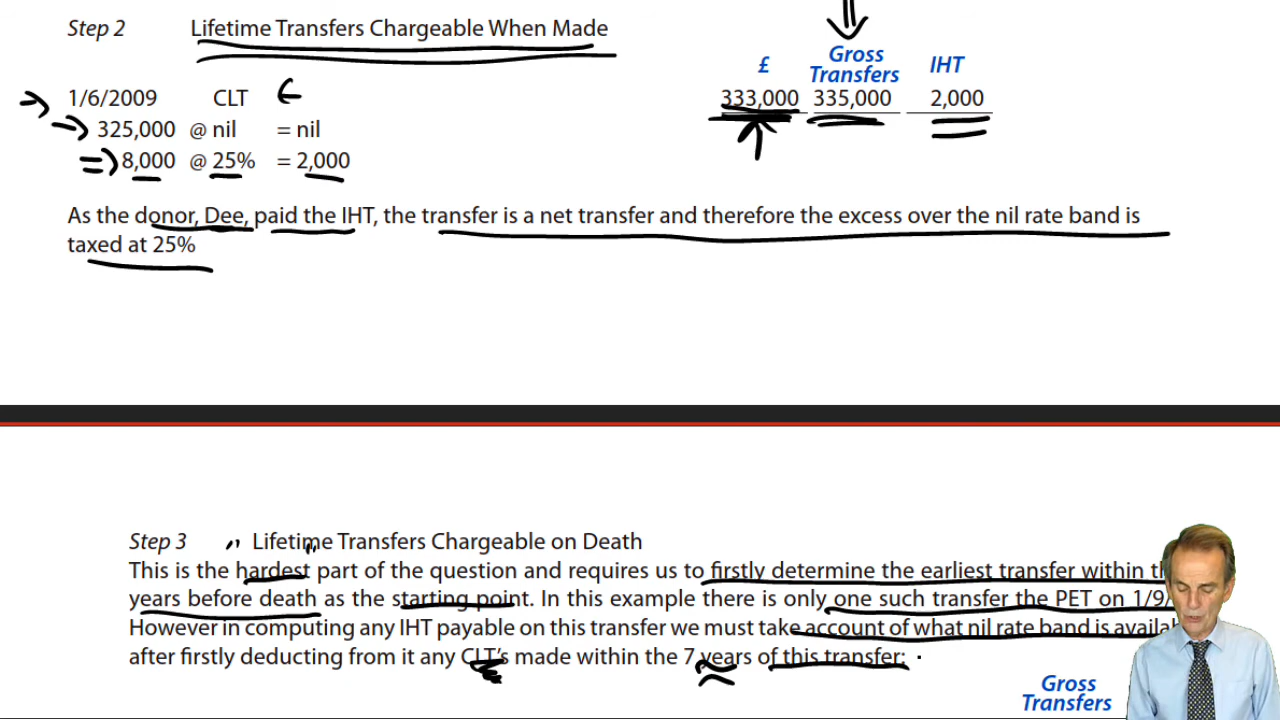 Step 2 Lifetime Transfers Chargeable When Made
£ Gross Transfers IHT
1/6/2009 CLT 333,000 335,000 2,000
325,000 @ nil = nil
8,000 @ 25% = 2,000
As the donor, Dee, paid the IHT, the transfer is a net transfer and therefore the excess over the nil rate band is
taxed at 25%
Step 3 Lifetime Transfers Chargeable on Death
This is the hardest part of the question and requires us to firstly determine the earliest transfer within
years before death as the starting point. In this example there is only one such transfer the PET on 1/9/
However in computing any IHT payable on this transfer we must take account of what nil rate band is
after firstly deducting from it any CLT's made within the 7 years of this transfer:
Gross
Transfers